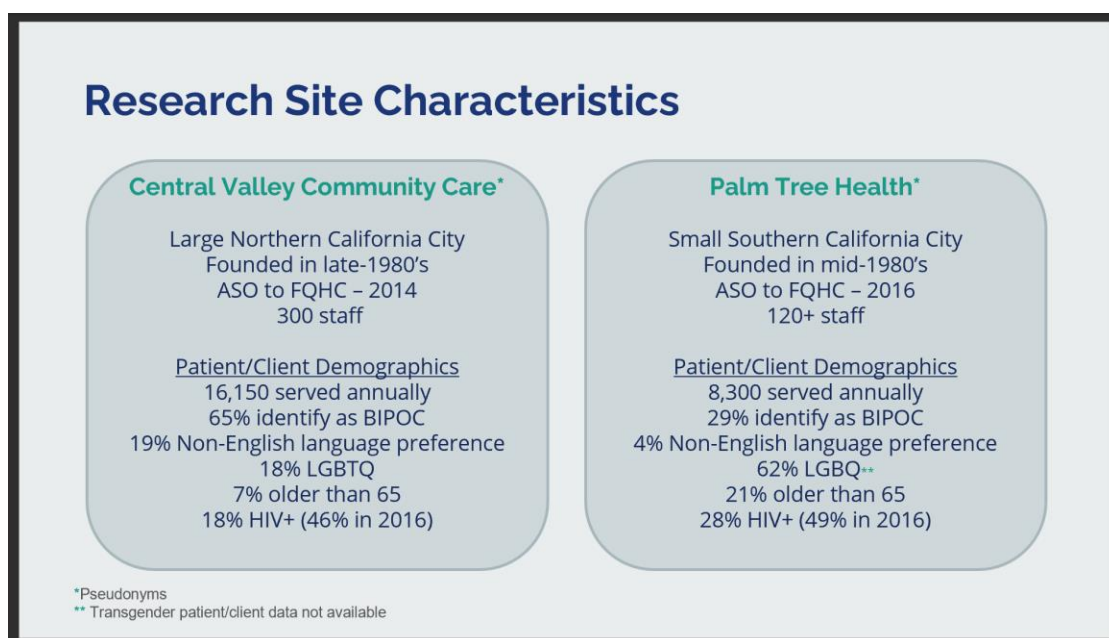 Research Site Characteristics
Central Valley Community Care*
Large Northern California City
Founded in late-1980's
ASO to FQHC – 2014
300 staff
Patient/Client Demographics
16,150 served annually
65% identify as BIPOC
19% Non-English language preference
18% LGBTQ
7% older than 65
18% HIV+ (46% in 2016)
Palm Tree Health*
Small Southern California City
Founded in mid-1980's
ASO to FQHC – 2016
120+ staff
Patient/Client Demographics
8,300 served annually
29% identify as BIPOC
4% Non-English language preference
62% LGBQ**
21% older than 65
28% HIV+ (49% in 2016)
*Pseudonyms
** Transgender patient/client data not available